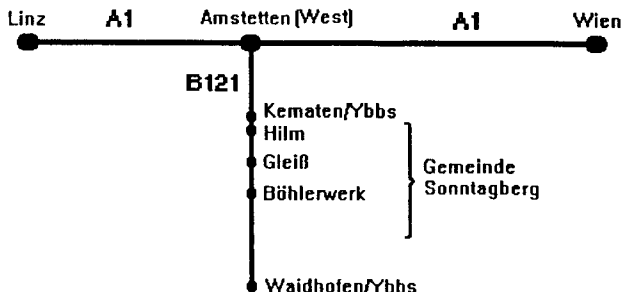 Linz A1 Amstetten (West) A1 Wien
B121
Kematen/Ybbs
Hilm
Gleiß
Böhlerwerk
Gemeinde
Sonntagberg
Waidhofen/Ybbs